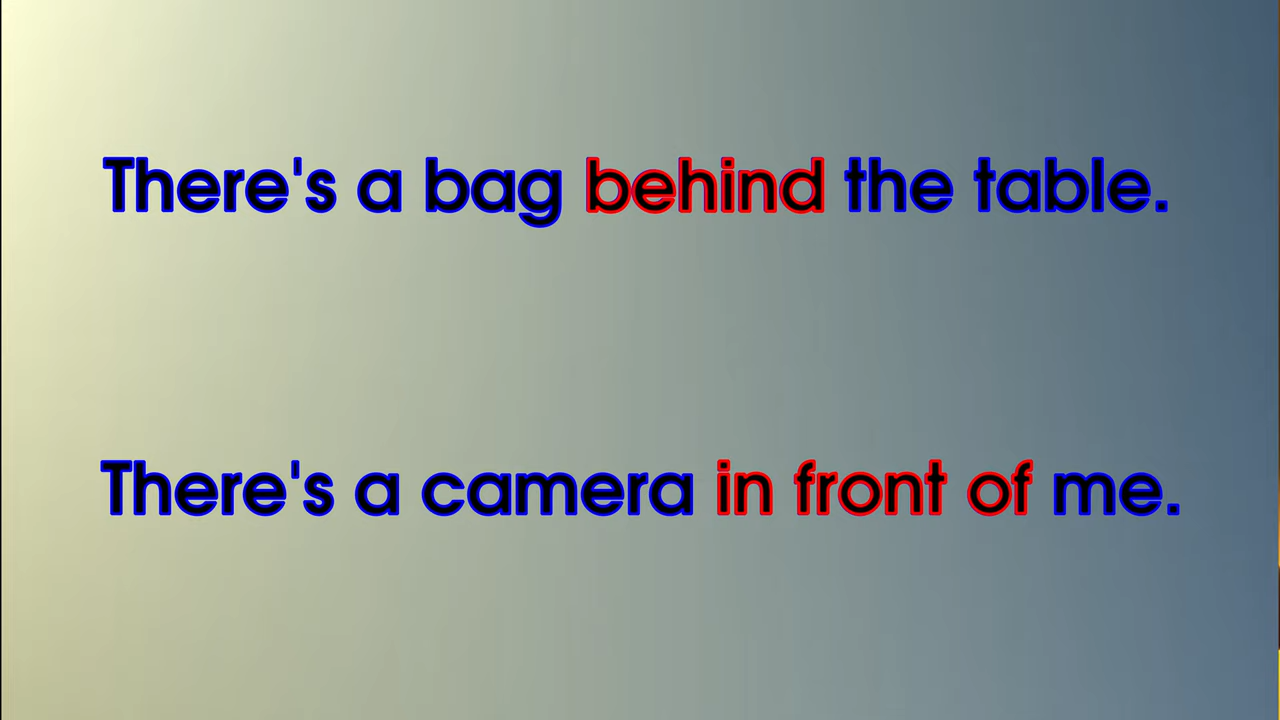 There's a bag behind the table.
There's a camera in front of me.